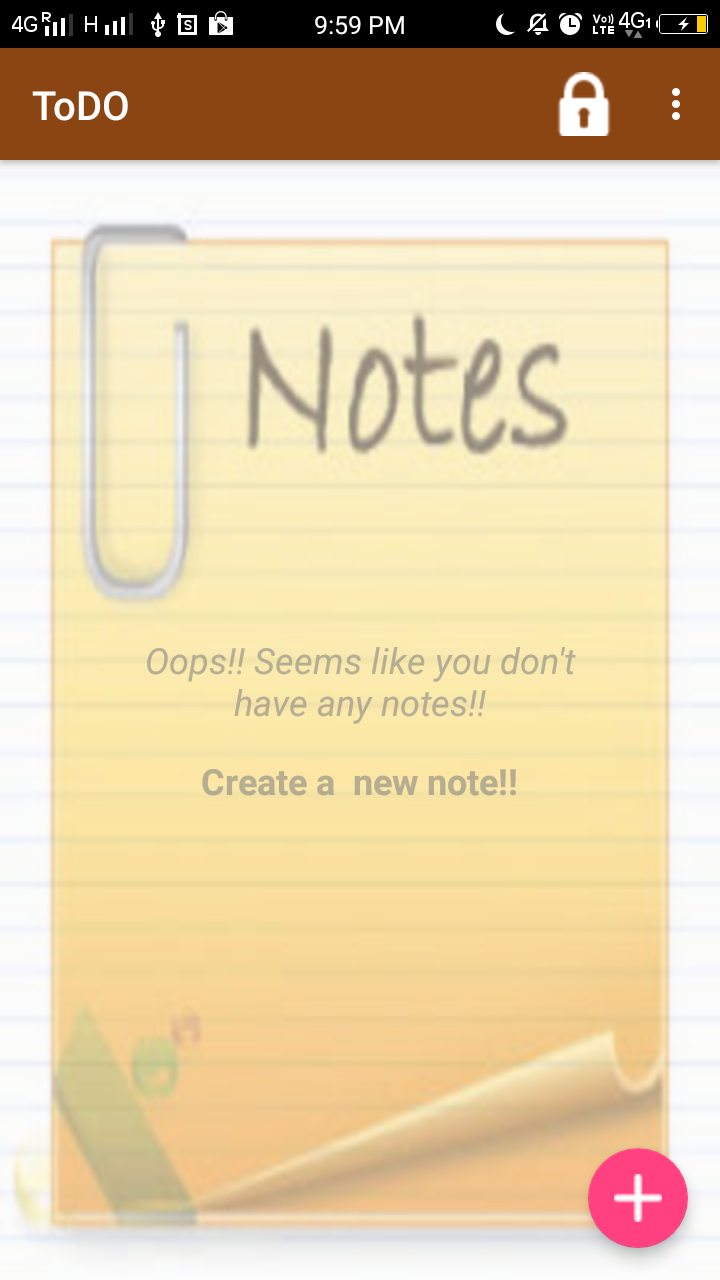 4G R H S 9:59 PM Vo)) LTE 4G1
ToDO
Notes
Oops!! Seems like you don't
have any notes!!
Create a  new note!!